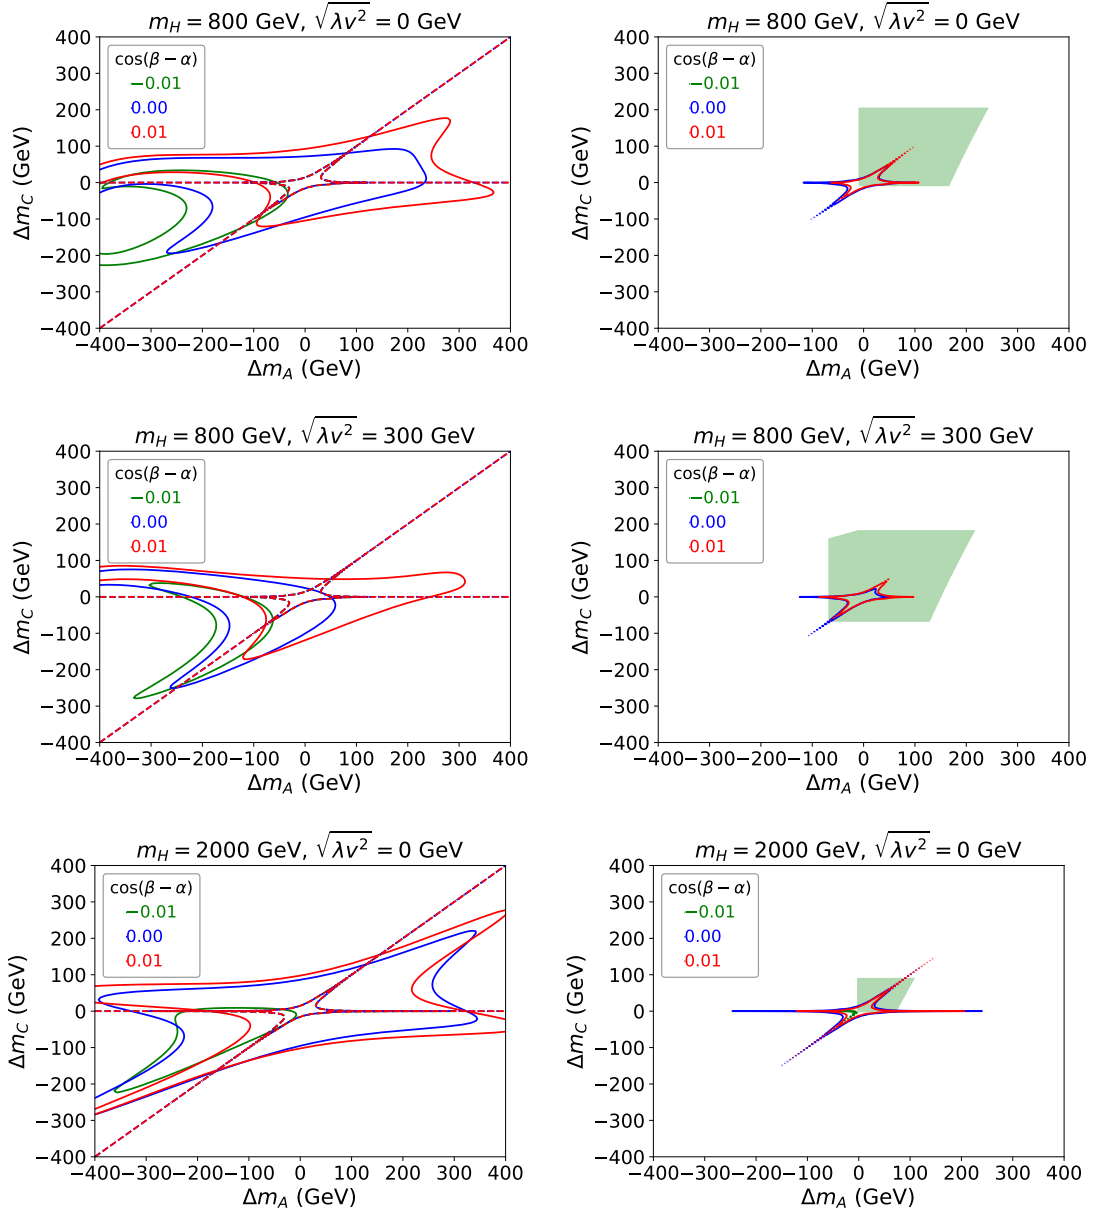 m_H = 800 GeV, √λv² = 0 GeV
400
300
200
100
0
−100
−200
−300
−400
Δm_C (GeV)
cos(β − α)
−0.01
0.00
0.01
−400 −300 −200 −100 0 100 200 300 400
Δm_A (GeV)
m_H = 800 GeV, √λv² = 0 GeV
400
300
200
100
0
−100
−200
−300
−400
Δm_C (GeV)
cos(β − α)
−0.01
0.00
0.01
−400 −300 −200 −100 0 100 200 300 400
Δm_A (GeV)
m_H = 800 GeV, √λv² = 300 GeV
400
300
200
100
0
−100
−200
−300
−400
Δm_C (GeV)
cos(β − α)
−0.01
0.00
0.01
−400 −300 −200 −100 0 100 200 300 400
Δm_A (GeV)
m_H = 800 GeV, √λv² = 300 GeV
400
300
200
100
0
−100
−200
−300
−400
Δm_C (GeV)
cos(β − α)
−0.01
0.00
0.01
−400 −300 −200 −100 0 100 200 300 400
Δm_A (GeV)
m_H = 2000 GeV, √λv² = 0 GeV
400
300
200
100
0
−100
−200
−300
−400
Δm_C (GeV)
cos(β − α)
−0.01
0.00
0.01
−400 −300 −200 −100 0 100 200 300 400
Δm_A (GeV)
m_H = 2000 GeV, √λv² = 0 GeV
400
300
200
100
0
−100
−200
−300
−400
Δm_C (GeV)
cos(β − α)
−0.01
0.00
0.01
−400 −300 −200 −100 0 100 200 300 400
Δm_A (GeV)